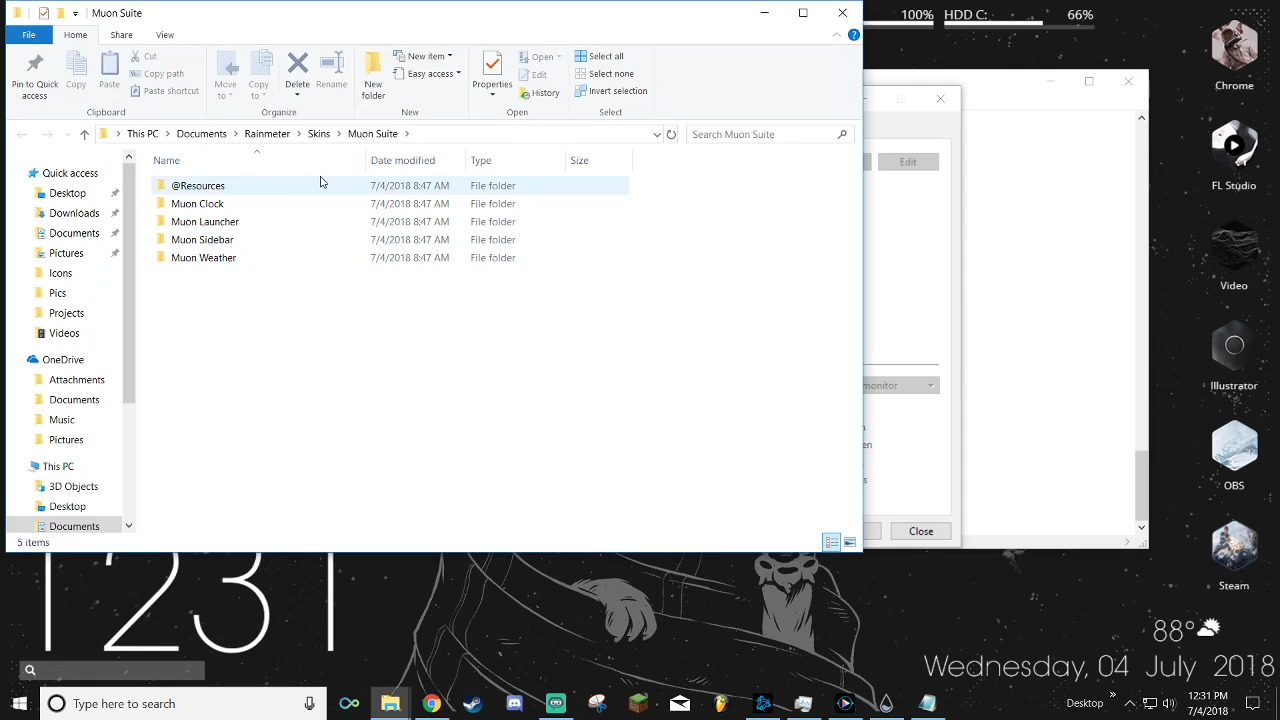 Muon Suite
File Home Share View
Pin to Quick access
Copy
Paste
Cut
Copy path
Paste shortcut
Clipboard
Move to
Copy to
Delete
Rename
Organize
New folder
New item
Easy access
New
Properties
Open
Edit
History
Open
Select all
Select none
Invert selection
Select
This PC > Documents > Rainmeter > Skins > Muon Suite >
Search Muon Suite
Name Date modified Type Size
@Resources 7/4/2018 8:47 AM File folder
Muon Clock 7/4/2018 8:47 AM File folder
Muon Launcher 7/4/2018 8:47 AM File folder
Muon Sidebar 7/4/2018 8:47 AM File folder
Muon Weather 7/4/2018 8:47 AM File folder
Quick access
Desktop
Downloads
Documents
Pictures
Icons
Pics
Projects
Videos
OneDrive
Attachments
Documents
Music
Pictures
This PC
3D Objects
Desktop
Documents
5 items
100% HDD C: 66%
Edit
monitor
Close
Chrome
FL Studio
Video
Illustrator
OBS
Steam
1231
88°
Wednesday, 04 July 2018
Type here to search
Desktop
12:31 PM
7/4/2018